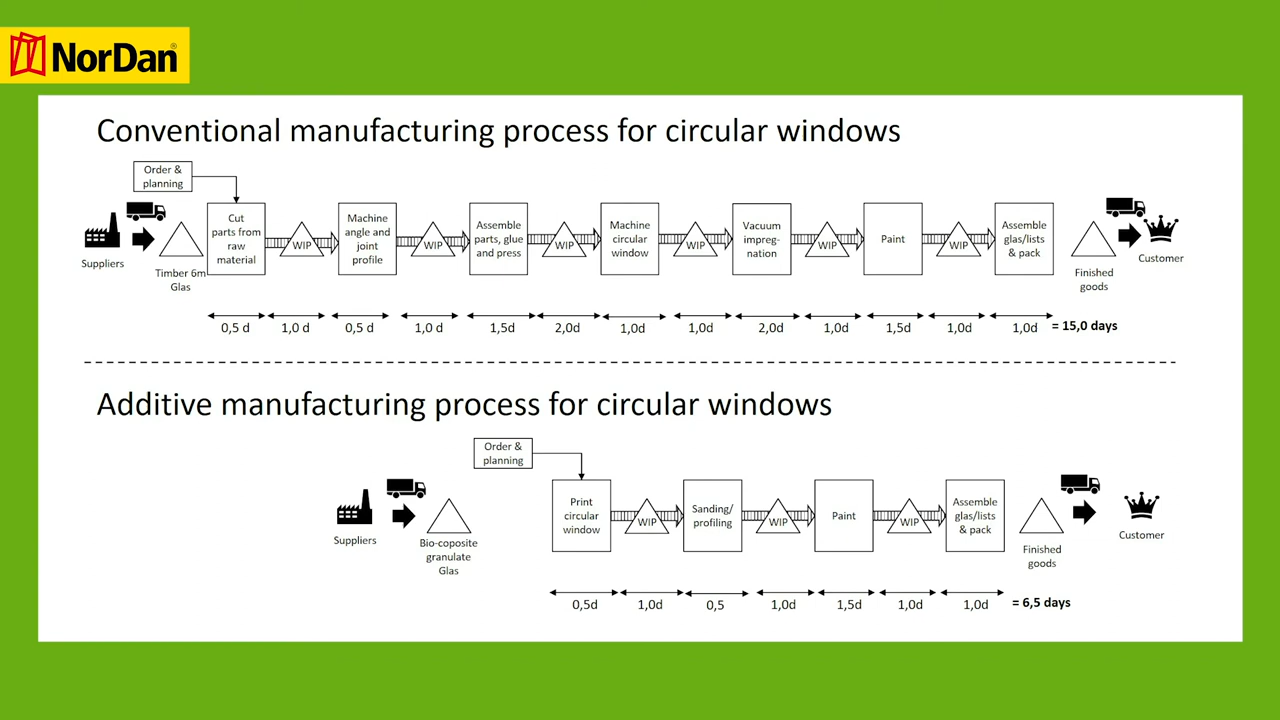 NorDan®
Conventional manufacturing process for circular windows
Order &
planning
Suppliers
Timber 6m
Glas
Cut
parts from
raw
material
WIP
Machine
angle and
joint
profile
WIP
Assemble
parts, glue
and press
WIP
Machine
circular
window
WIP
Vacuum
impreg-
nation
WIP
Paint
WIP
Assemble
glas/lists
& pack
Finished
goods
Customer
0,5 d 1,0 d 0,5 d 1,0 d 1,5d 2,0d 1,0d 1,0d 2,0d 1,0d 1,5d 1,0d 1,0d = 15,0 days
Additive manufacturing process for circular windows
Order &
planning
Suppliers
Bio-coposite
granulate
Glas
Print
circular
window
WIP
Sanding/
profiling
WIP
Paint
WIP
Assemble
glas/lists
& pack
Finished
goods
Customer
0,5d 1,0d 0,5 1,0d 1,5d 1,0d 1,0d = 6,5 days